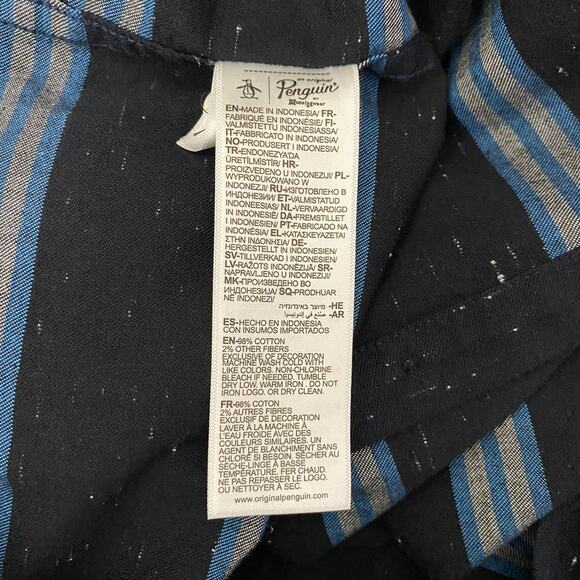 an original
Penguin
BY
Munsingwear
EN-MADE IN INDONESIA/ FR-
FABRIQUÉ EN INDONÉSIE/ FI-
VALMISTETTU INDONESIASSA/
IT-FABBRICATO IN INDONESIA/
NO-PRODUSERT I INDONESIA/
TR-ENDONEZYA'DA
ÜRETİLMİSTİR/ HR-
PROIZVEDENO U INDONEZIJI/ PL-
WYPRODUKOWANO W
INDONEZJI/ RU-ИЗГОТОВЛЕНО В
ИНДОНЕЗИИ/ ET-VALMISTATUD
INDONEESIAS/ NL-VERVAARDIGD
IN INDONESIË/ DA-FREMSTILLET
I INDONESIEN/ PT-FABRICADO NA
INDONÉSIA/ EL-ΚΑΤΑΣΚΕΥΑΖΕΤΑΙ
ΣΤΗΝ ΙΝΔΟΝΗΣΙΑ/ DE-
HERGESTELLT IN INDONESIEN/
SV-TILLVERKAD I INDONESIEN/
LV-RAŽOTS INDONĒZIJĀ/ SR-
NAPRAVLJENO U INDONEZIJI/
MK-ПРОИЗВЕДЕНО ВО
ИНДОНЕЗИЈА/ SQ-PRODHUAR
NË INDONEZI/
HE- מיוצר באינדונזיה
AR- صنع في إندونيسيا
ES-HECHO EN INDONESIA
CON INSUMOS IMPORTADOS
EN-98% COTTON
2% OTHER FIBERS
EXCLUSIVE OF DECORATION
MACHINE WASH COLD WITH
LIKE COLORS. NON-CHLORINE
BLEACH IF NEEDED. TUMBLE
DRY LOW. WARM IRON . DO NOT
IRON LOGO. OR DRY CLEAN.
FR-98% COTON
2% AUTRES FIBRES
EXCLUSIF DE DÉCORATION
LAVER À LA MACHINE À
L'EAU FROIDE AVEC DES
COULEURS SIMILAIRES. UN
AGENT DE BLANCHIMENT SANS
CHLORE SI BESOIN. SÉCHER AU
SÈCHE-LINGE À BASSE
TEMPÉRATURE. FER CHAUD.
NE PAS REPASSER LE LOGO.
OU NETTOYER À SEC.
www.originalpenguin.com